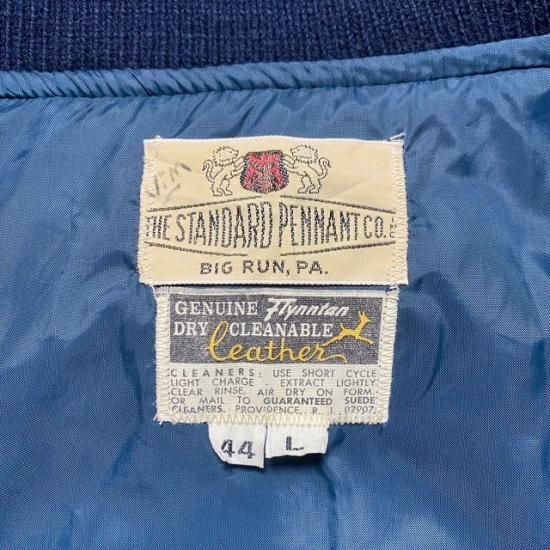 THE STANDARD PENNANT CO. INC
BIG RUN, PA.
GENUINE Flynntan
DRY CLEANABLE
Leather
CLEANERS: USE SHORT CYCLE
LIGHT CHARGE - EXTRACT LIGHTLY
CLEAR RINSE, AIR DRY ON FORM.
OR MAIL TO GUARANTEED SUEDE
CLEANERS, PROVIDENCE, R. I. 02907
44 L